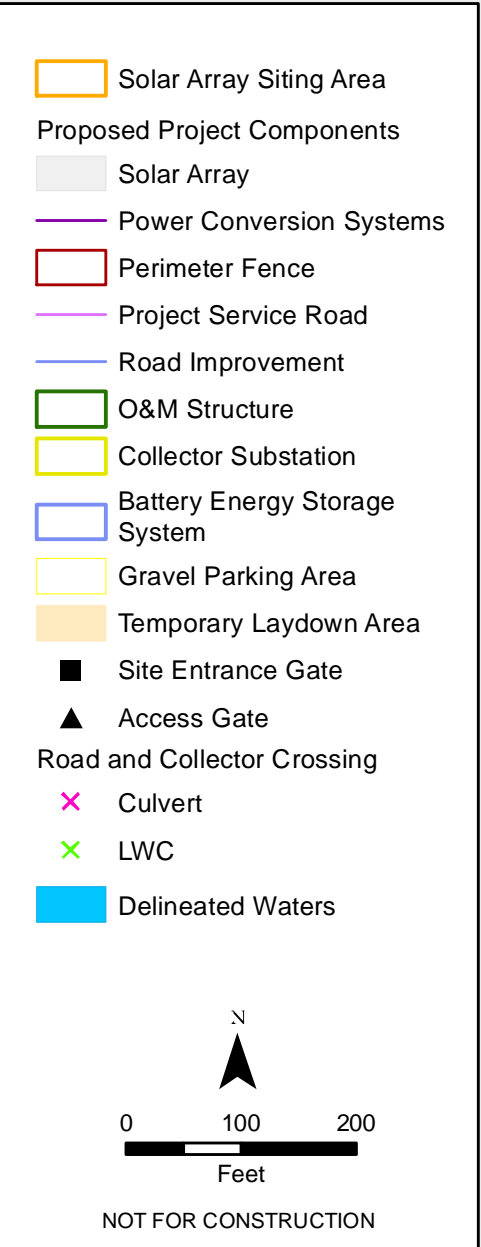 Solar Array Siting Area
Proposed Project Components
Solar Array
Power Conversion Systems
Perimeter Fence
Project Service Road
Road Improvement
O&M Structure
Collector Substation
Battery Energy Storage
System
Gravel Parking Area
Temporary Laydown Area
Site Entrance Gate
Access Gate
Road and Collector Crossing
Culvert
LWC
Delineated Waters
N
0 100 200
Feet
NOT FOR CONSTRUCTION